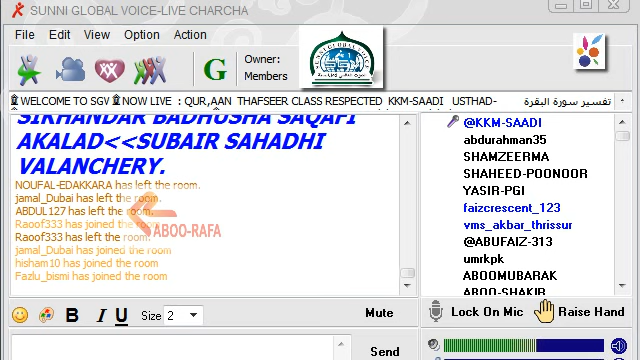 SUNNI GLOBAL VOICE-LIVE CHARCHA
File Edit View Option Action
G
Owner:
Members
WELCOME TO SGV NOW LIVE : QUR,AAN THAFSEER CLASS RESPECTED KKM-SAADI USTHAD- تفسير سورة البقرة
SIKHANDAR BADHUSHA SAQAFI
AKALAD<<SUBAIR SAHADHI
VALANCHERY.
NOUFAL-EDAKKARA has left the room.
jamal_Dubai has left the room.
ABDUL127 has left the room.
Raoof333 has joined the room
Raoof333 has left the room.
jamal_Dubai has joined the room
hisham10 has joined the room
Fazlu_bismi has joined the room
ABOO-RAFA
@KKM-SAADI
abdurahman35
SHAMZEERMA
SHAHEED-POONOOR
YASIR-PGI
faizcrescent_123
vms_akbar_thrissur
@ABUFAIZ-313
umrkpk
ABOOMUBARAK
ABOO-SHAKIR
B I U Size 2 Mute
Lock On Mic Raise Hand
Send